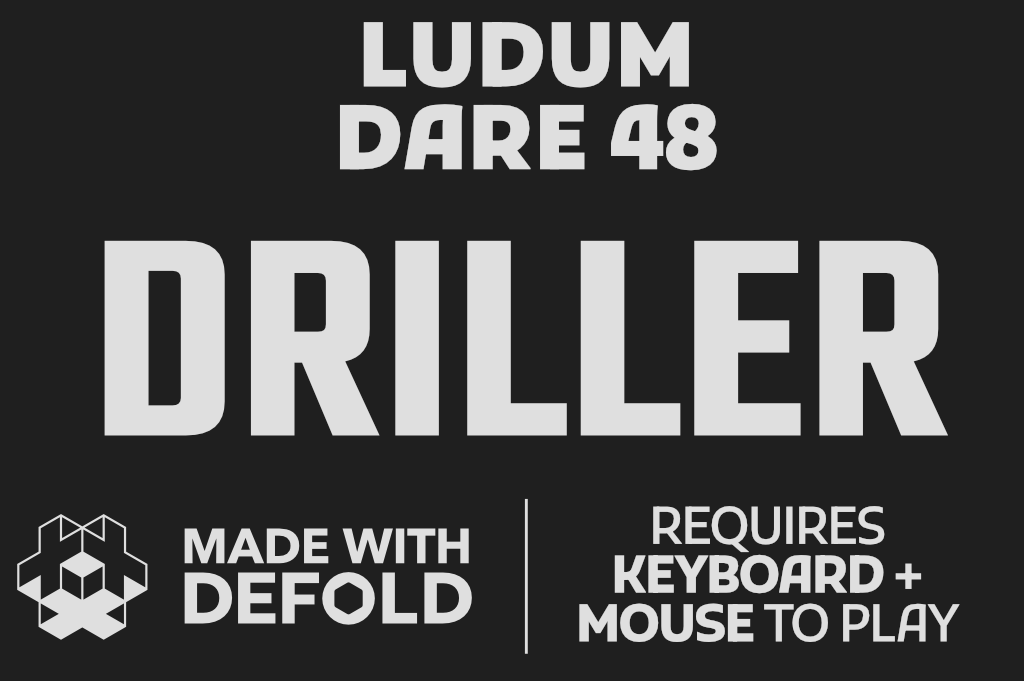 LUDUM
DARE 48
DRILLER
MADE WITH
DEFOLD
REQUIRES
KEYBOARD +
MOUSE TO PLAY